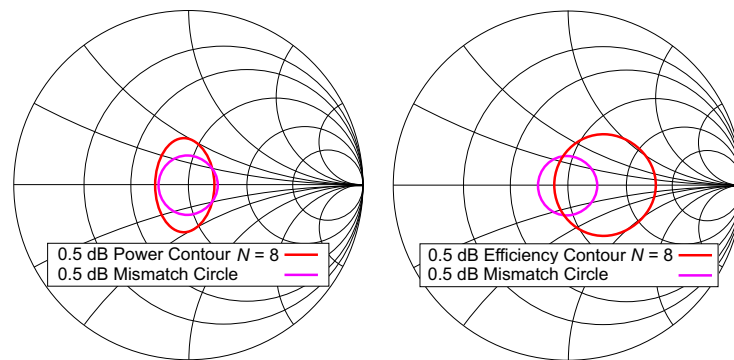 0.5 dB Power Contour N = 8
0.5 dB Mismatch Circle
0.5 dB Efficiency Contour N = 8
0.5 dB Mismatch Circle